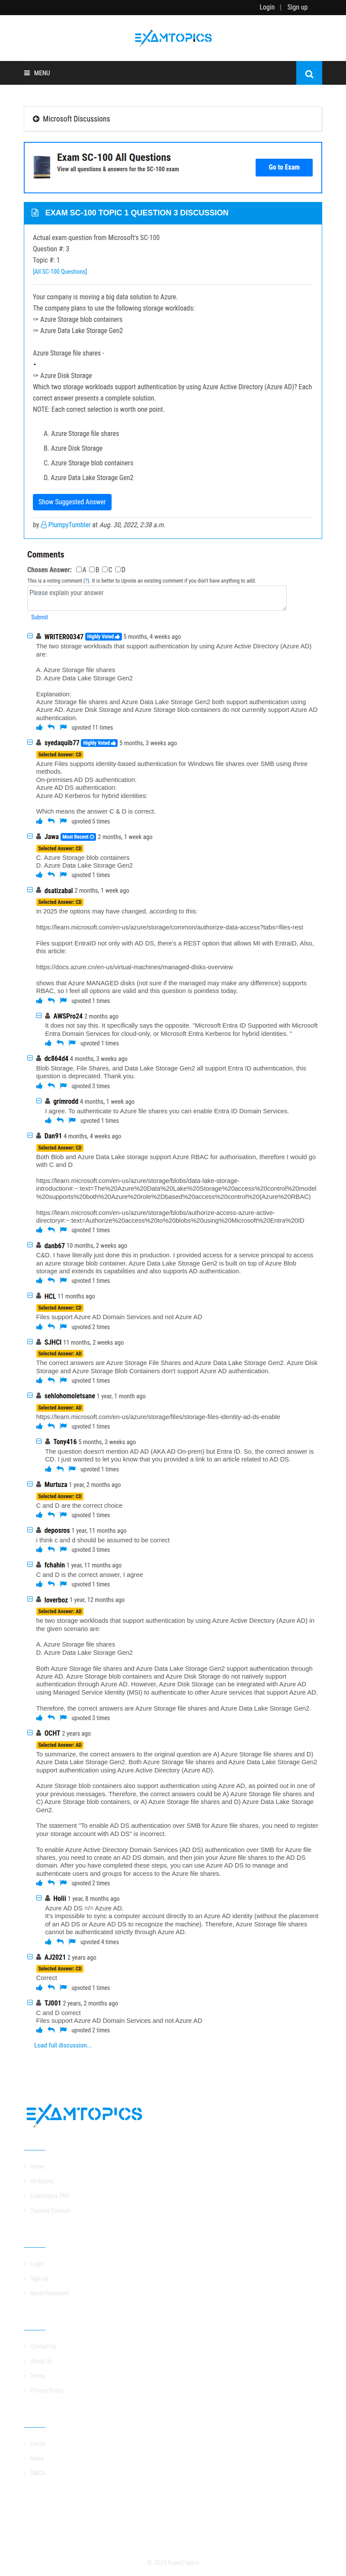 Login | Sign up
EXAMTOPICS
MENU
Microsoft Discussions
Exam SC-100 All Questions
View all questions & answers for the SC-100 exam
Go to Exam
EXAM SC-100 TOPIC 1 QUESTION 3 DISCUSSION
Actual exam question from Microsoft's SC-100
Question #: 3
Topic #: 1
[All SC-100 Questions]
Your company is moving a big data solution to Azure.
The company plans to use the following storage workloads:
✑ Azure Storage blob containers
✑ Azure Data Lake Storage Gen2
Azure Storage file shares -
•
✑ Azure Disk Storage
Which two storage workloads support authentication by using Azure Active Directory (Azure AD)? Each
correct answer presents a complete solution.
NOTE: Each correct selection is worth one point.
A. Azure Storage file shares
B. Azure Disk Storage
C. Azure Storage blob containers
D. Azure Data Lake Storage Gen2
Show Suggested Answer
by PlumpyTumbler at Aug. 30, 2022, 2:38 a.m.
Comments
Chosen Answer: A B C D
This is a voting comment (?). It is better to Upvote an existing comment if you don't have anything to add.
Please explain your answer
Submit
WRITER00347 Highly Voted 5 months, 4 weeks ago
The two storage workloads that support authentication by using Azure Active Directory (Azure AD)
are:
A. Azure Storage file shares
D. Azure Data Lake Storage Gen2
Explanation:
Azure Storage file shares and Azure Data Lake Storage Gen2 both support authentication using
Azure AD. Azure Disk Storage and Azure Storage blob containers do not currently support Azure AD
authentication.
upvoted 11 times
syedaquib77 Highly Voted 5 months, 3 weeks ago
Selected Answer: CD
Azure Files supports identity-based authentication for Windows file shares over SMB using three
methods.
On-premises AD DS authentication:
Azure AD DS authentication:
Azure AD Kerberos for hybrid identities:
Which means the answer C & D is correct.
upvoted 5 times
Jawa Most Recent 2 months, 1 week ago
Selected Answer: CD
C. Azure Storage blob containers
D. Azure Data Lake Storage Gen2
upvoted 1 times
dsatizabal 2 months, 1 week ago
Selected Answer: CD
In 2025 the options may have changed, according to this:
https://learn.microsoft.com/en-us/azure/storage/common/authorize-data-access?tabs=files-rest
Files support EntraID not only with AD DS, there's a REST option that allows MI with EntraID, Also,
this article:
https://docs.azure.cn/en-us/virtual-machines/managed-disks-overview
shows that Azure MANAGED disks (not sure if the managed may make any difference) supports
RBAC, so I feel all options are valid and this question is pointless today.
upvoted 1 times
AWSPro24 2 months ago
It does not say this. It specifically says the opposite. "Microsoft Entra ID Supported with Microsoft
Entra Domain Services for cloud-only, or Microsoft Entra Kerberos for hybrid identities. "
upvoted 1 times
dc864d4 4 months, 3 weeks ago
Blob Storage, File Shares, and Data Lake Storage Gen2 all support Entra ID authentication, this
question is deprecated. Thank you.
upvoted 3 times
grimrodd 4 months, 1 week ago
I agree. To authenticate to Azure file shares you can enable Entra ID Domain Services.
upvoted 1 times
Dan91 4 months, 4 weeks ago
Selected Answer: CD
Both Blob and Azure Data Lake storage support Azure RBAC for authorisation, therefore I would go
with C and D
https://learn.microsoft.com/en-us/azure/storage/blobs/data-lake-storage-
introduction#:~:text=The%20Azure%20Data%20Lake%20Storage%20access%20control%20model
%20supports%20both%20Azure%20role%2Dbased%20access%20control%20(Azure%20RBAC)
https://learn.microsoft.com/en-us/azure/storage/blobs/authorize-access-azure-active-
directory#:~:text=Authorize%20access%20to%20blobs%20using%20Microsoft%20Entra%20ID
upvoted 1 times
danb67 10 months, 2 weeks ago
C&D. I have literally just done this in production. I provided access for a service principal to access
an azure storage blob container. Azure Data Lake Storage Gen2 is built on top of Azure Blob
storage and extends its capabilities and also supports AD authentication.
upvoted 1 times
HCL 11 months ago
Selected Answer: CD
Files support Azure AD Domain Services and not Azure AD
upvoted 2 times
SJHCI 11 months, 2 weeks ago
Selected Answer: AD
The correct answers are Azure Storage File Shares and Azure Data Lake Storage Gen2. Azure Disk
Storage and Azure Storage Blob Containers don't support Azure AD authentication.
upvoted 1 times
sehlohomoletsane 1 year, 1 month ago
Selected Answer: AD
https://learn.microsoft.com/en-us/azure/storage/files/storage-files-identity-ad-ds-enable
upvoted 1 times
Tony416 5 months, 3 weeks ago
The question doesn't mention AD AD (AKA AD On-prem) but Entra ID. So, the correct answer is
CD. I just wanted to let you know that you provided a link to an article related to AD DS.
upvoted 1 times
Murtuza 1 year, 2 months ago
Selected Answer: CD
C and D are the correct choice
upvoted 1 times
deposros 1 year, 11 months ago
i think c and d should be assumed to be correct
upvoted 3 times
fchahin 1 year, 11 months ago
C and D is the correct answer, I agree
upvoted 1 times
loverboz 1 year, 12 months ago
Selected Answer: AD
he two storage workloads that support authentication by using Azure Active Directory (Azure AD) in
the given scenario are:
A. Azure Storage file shares
D. Azure Data Lake Storage Gen2
Both Azure Storage file shares and Azure Data Lake Storage Gen2 support authentication through
Azure AD. Azure Storage blob containers and Azure Disk Storage do not natively support
authentication through Azure AD. However, Azure Disk Storage can be integrated with Azure AD
using Managed Service Identity (MSI) to authenticate to other Azure services that support Azure AD.
Therefore, the correct answers are Azure Storage file shares and Azure Data Lake Storage Gen2.
upvoted 3 times
OCHT 2 years ago
Selected Answer: AD
To summarize, the correct answers to the original question are A) Azure Storage file shares and D)
Azure Data Lake Storage Gen2. Both Azure Storage file shares and Azure Data Lake Storage Gen2
support authentication using Azure Active Directory (Azure AD).
Azure Storage blob containers also support authentication using Azure AD, as pointed out in one of
your previous messages. Therefore, the correct answers could be A) Azure Storage file shares and
C) Azure Storage blob containers, or A) Azure Storage file shares and D) Azure Data Lake Storage
Gen2.
The statement "To enable AD DS authentication over SMB for Azure file shares, you need to register
your storage account with AD DS" is incorrect.
To enable Azure Active Directory Domain Services (AD DS) authentication over SMB for Azure file
shares, you need to create an AD DS domain, and then join your Azure file shares to the AD DS
domain. After you have completed these steps, you can use Azure AD DS to manage and
authenticate users and groups for access to the Azure file shares.
upvoted 2 times
Holii 1 year, 8 months ago
Azure AD DS =/= Azure AD.
It's impossible to sync a computer account directly to an Azure AD identity (without the placement
of an AD DS or Azure AD DS to recognize the machine). Therefore, Azure Storage file shares
cannot be authenticated strictly through Azure AD.
upvoted 4 times
AJ2021 2 years ago
Selected Answer: CD
Correct
upvoted 1 times
TJ001 2 years, 2 months ago
C and D correct
Files support Azure AD Domain Services and not Azure AD
upvoted 2 times
Load full discussion...
EXAMTOPICS
Home
All Exams
Examtopics PRO
Training Courses
Login
Sign-up
Reset Password
Contact Us
About Us
Terms
Privacy Policy
Forum
News
DMCA
© 2024 ExamTopics